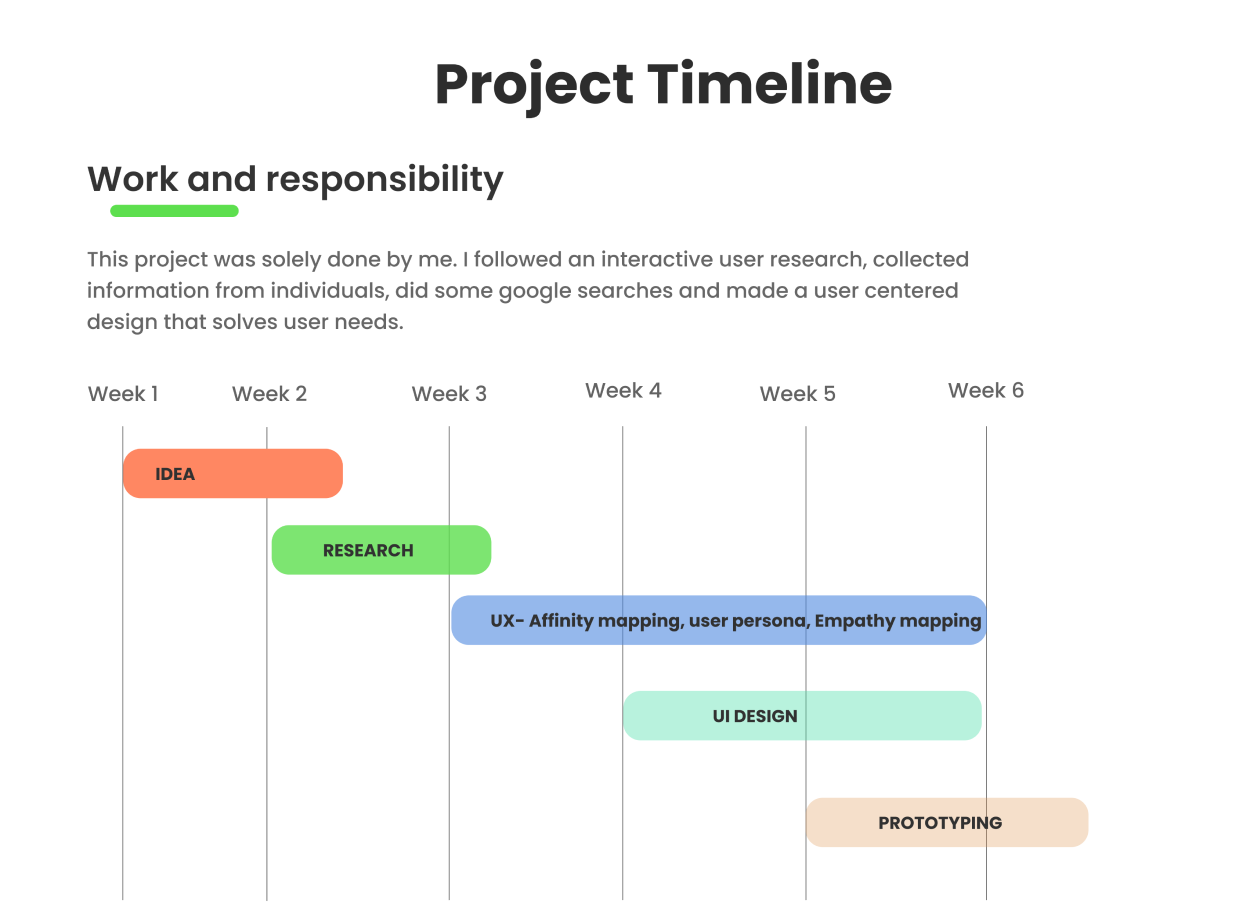 Project Timeline
Work and responsibility
This project was solely done by me. I followed an interactive user research, collected
information from individuals, did some google searches and made a user centered
design that solves user needs.
Week 1 Week 2 Week 3 Week 4 Week 5 Week 6
IDEA
RESEARCH
UX- Affinity mapping, user persona, Empathy mapping
UI DESIGN
PROTOTYPING